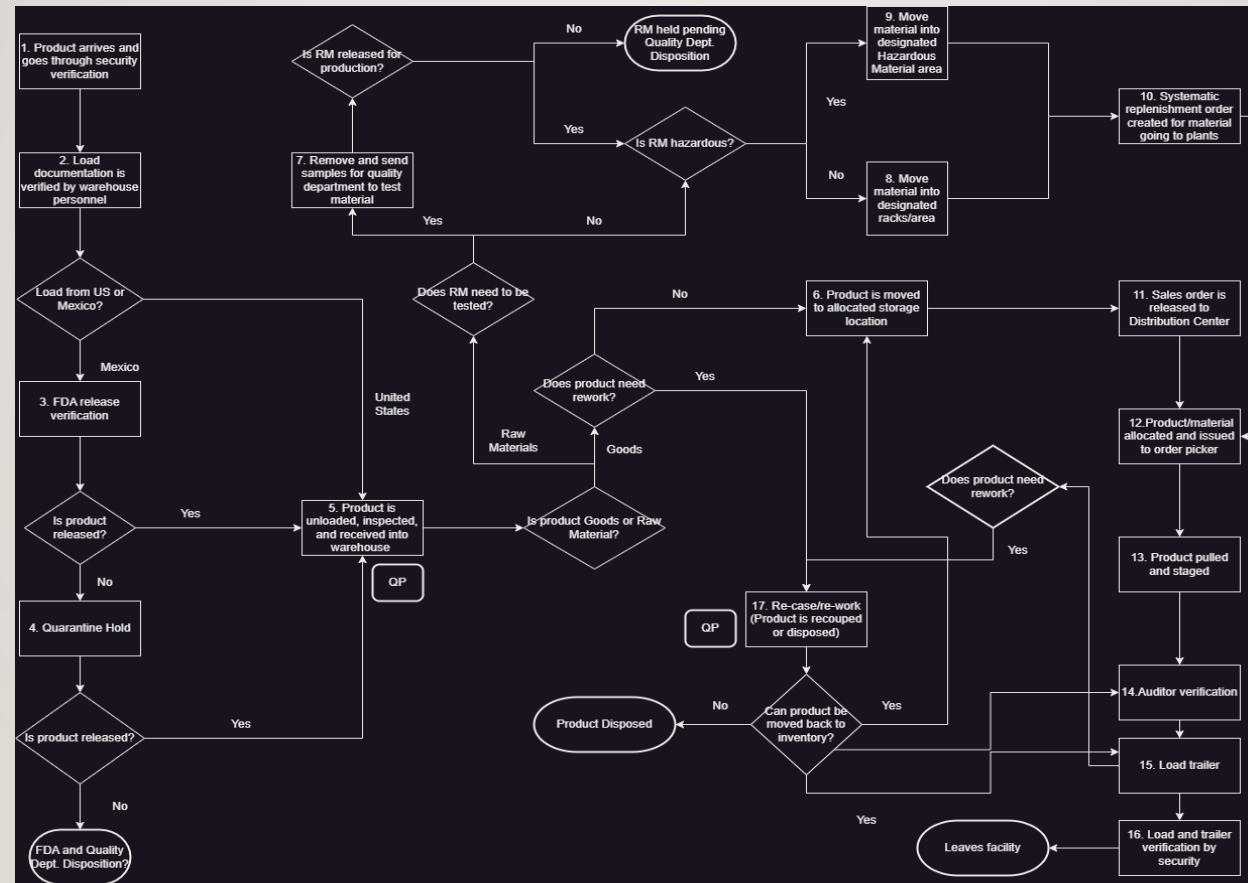 1. Product arrives and
goes through security
verification
2. Load
documentation is
verified by warehouse
personnel
Load from US or
Mexico?
Mexico
3. FDA release
verification
Is product
released?
Yes
No
4. Quarantine Hold
Is product released?
Yes
No
FDA and Quality
Dept. Disposition?
United
States
5. Product is
unloaded, inspected,
and received into
warehouse
QP
Is product Goods or Raw
Material?
Raw
Materials
Goods
Does RM need to be
tested?
Yes
No
7. Remove and send
samples for quality
department to test
material
Is RM released for
production?
No
RM held pending
Quality Dept.
Disposition
Yes
Is RM hazardous?
Yes
9. Move
material into
designated
Hazardous
Material area
No
8. Move
material into
designated
racks/area
10. Systematic
replenishment order
created for material
going to plants
Does product need
rework?
No
Yes
6. Product is moved
to allocated storage
location
11. Sales order is
released to
Distribution Center
12.Product/material
allocated and issued
to order picker
13. Product pulled
and staged
14.Auditor verification
15. Load trailer
16. Load and trailer
verification by
security
Leaves facility
Does product need
rework?
Yes
17. Re-case/re-work
(Product is recouped
or disposed)
QP
Can product be
moved back to
inventory?
No
Product Disposed
Yes
Yes